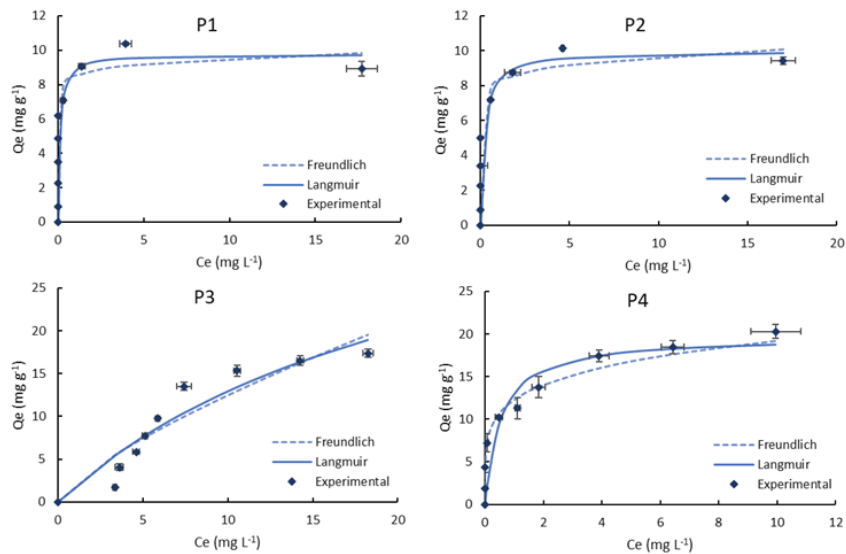 P1
Qe (mg g⁻¹)
12
10
8
6
4
2
0
Freundlich
Langmuir
Experimental
0 5 10 15 20
Ce (mg L⁻¹)
P2
Qe (mg g⁻¹)
12
10
8
6
4
2
0
Freundlich
Langmuir
Experimental
0 5 10 15 20
Ce (mg L⁻¹)
P3
Qe (mg g⁻¹)
25
20
15
10
5
0
Freundlich
Langmuir
Experimental
0 5 10 15 20
Ce (mg L⁻¹)
P4
Qe (mg g⁻¹)
25
20
15
10
5
0
Freundlich
Langmuir
Experimental
0 2 4 6 8 10 12
Ce (mg L⁻¹)